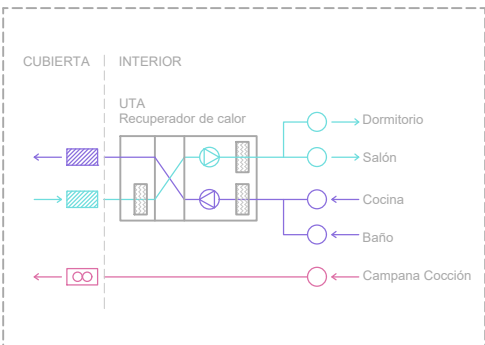 CUBIERTA
INTERIOR
UTA
Recuperador de calor
Dormitorio
Salón
Cocina
Baño
Campana Cocción